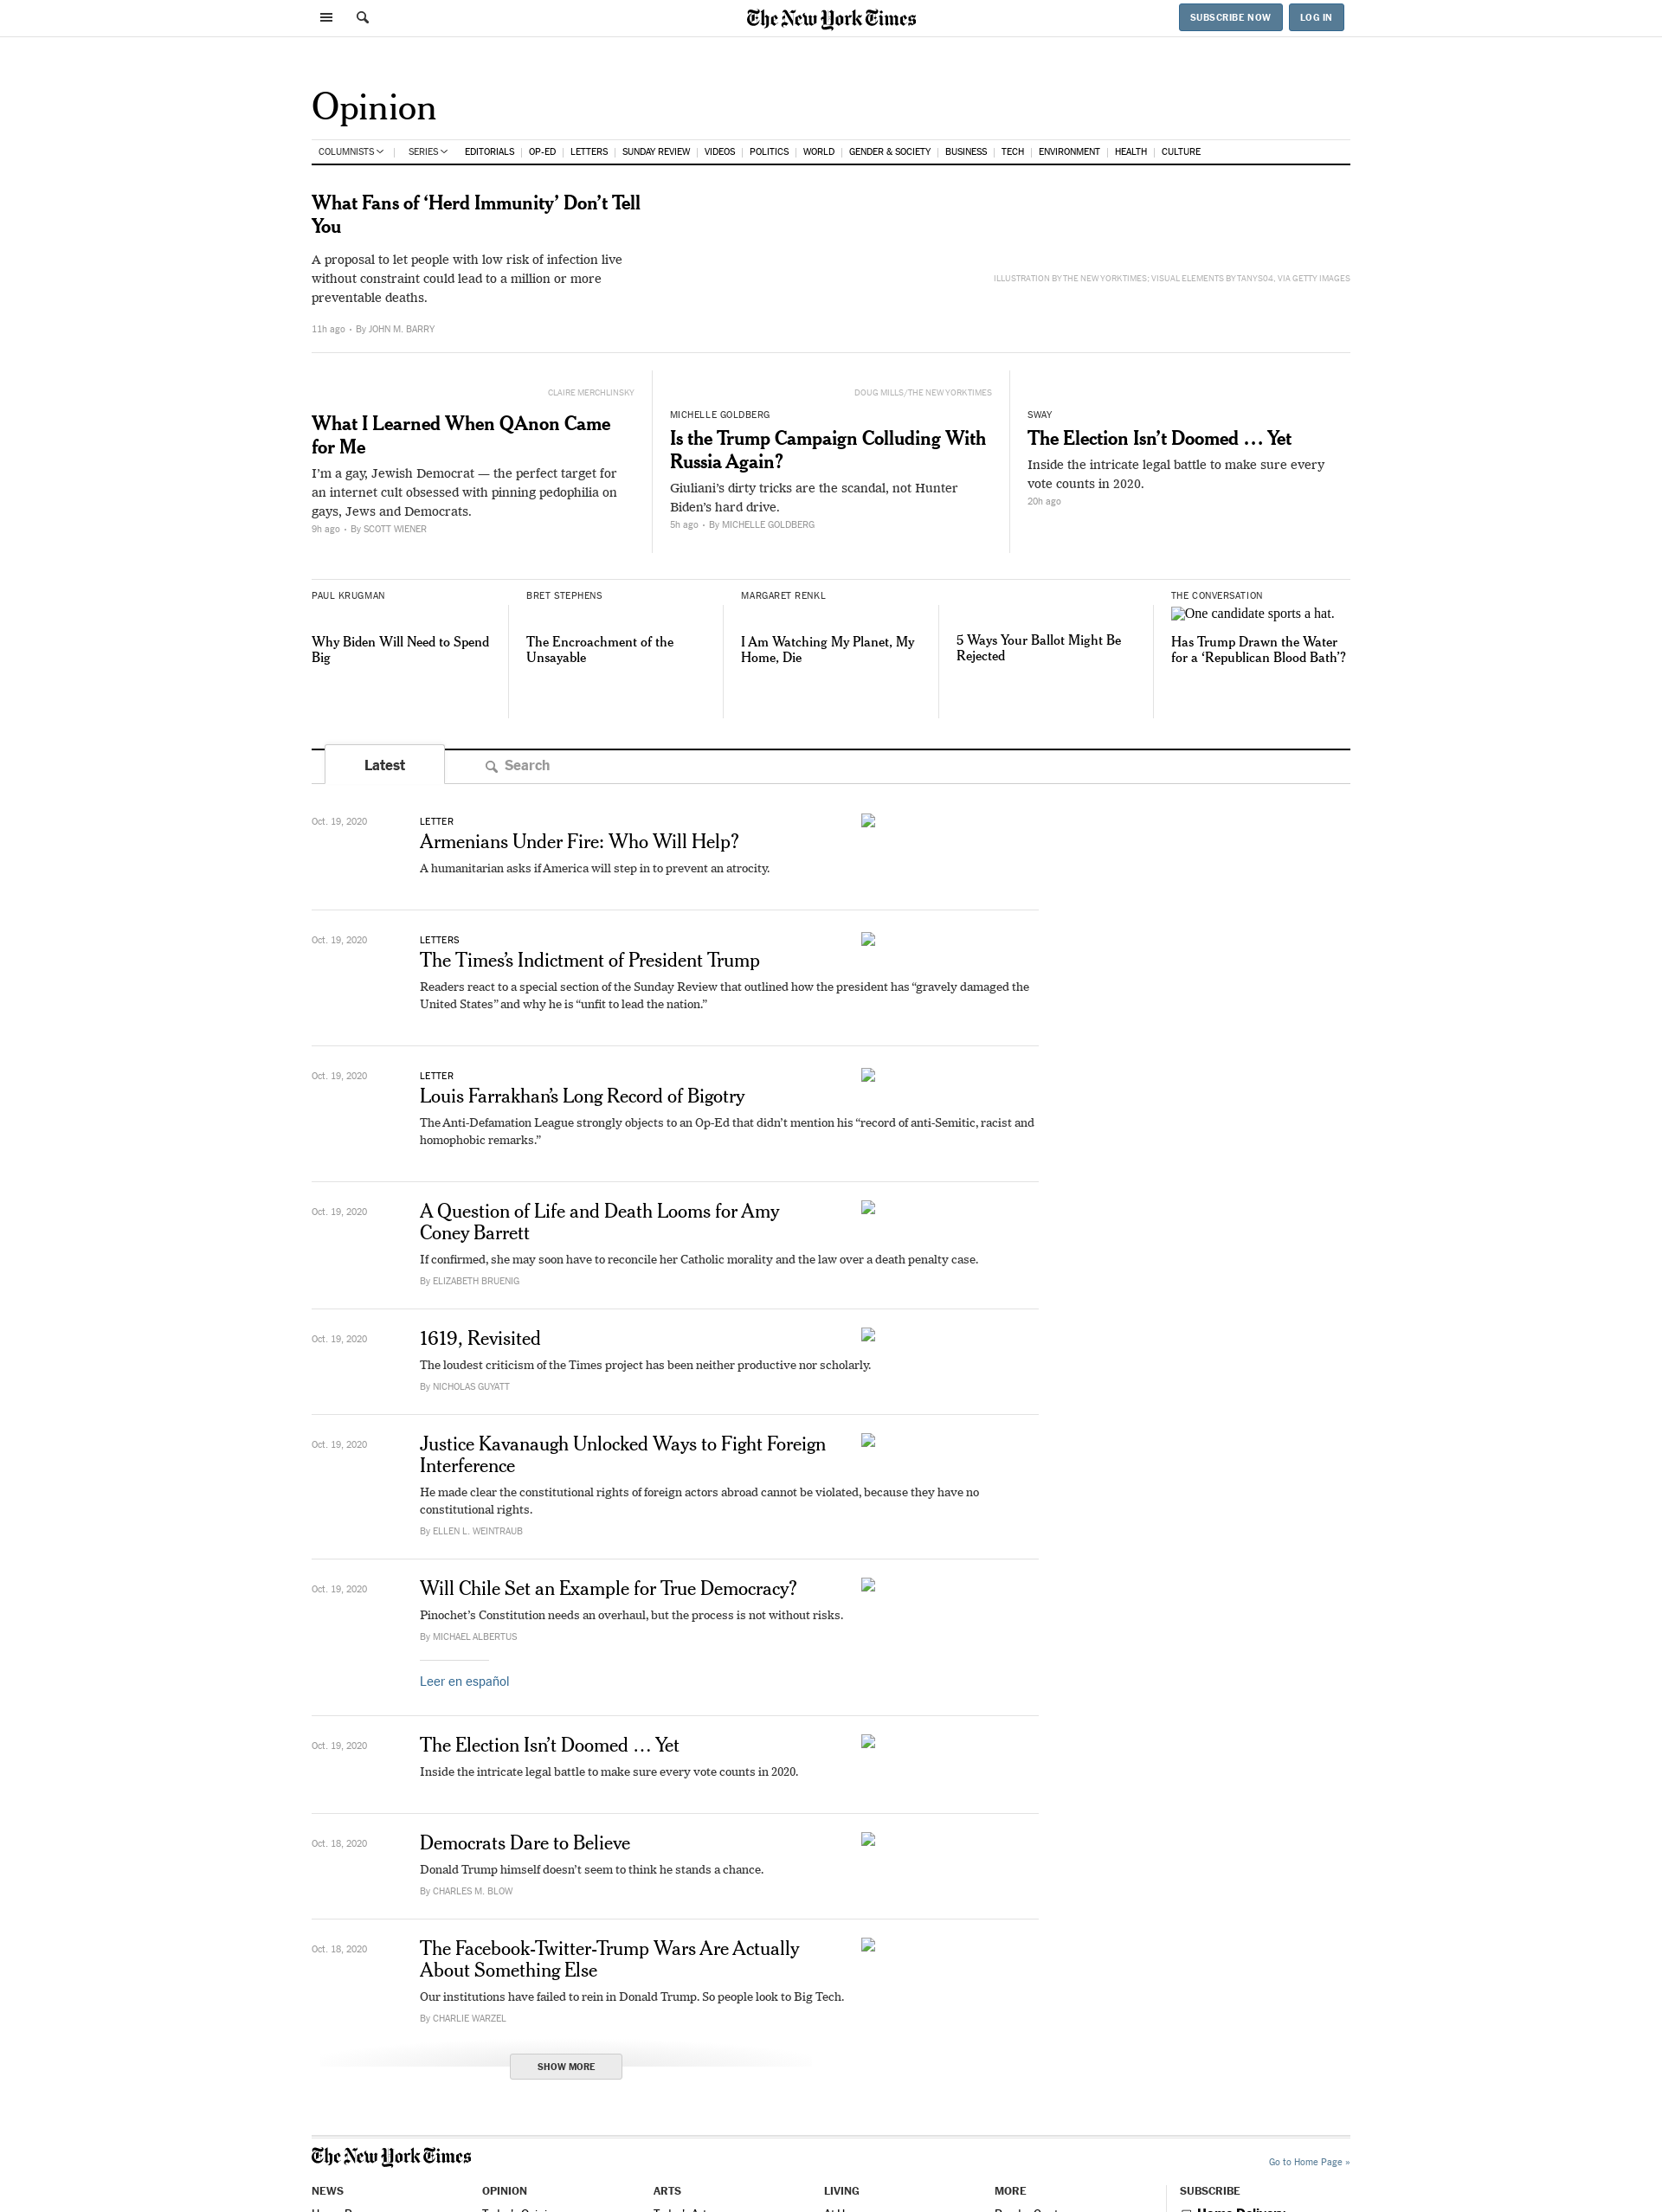 The New York Times
SUBSCRIBE NOW
LOG IN
Opinion
COLUMNISTS
SERIES
EDITORIALS
OP-ED
LETTERS
SUNDAY REVIEW
VIDEOS
POLITICS
WORLD
GENDER & SOCIETY
BUSINESS
TECH
ENVIRONMENT
HEALTH
CULTURE
What Fans of ‘Herd Immunity’ Don’t Tell
You
A proposal to let people with low risk of infection live
without constraint could lead to a million or more
preventable deaths.
11h ago • By JOHN M. BARRY
ILLUSTRATION BY THE NEW YORK TIMES; VISUAL ELEMENTS BY TANYS04, VIA GETTY IMAGES
CLAIRE MERCHLINSKY
What I Learned When QAnon Came
for Me
I’m a gay, Jewish Democrat — the perfect target for
an internet cult obsessed with pinning pedophilia on
gays, Jews and Democrats.
9h ago • By SCOTT WIENER
DOUG MILLS/THE NEW YORK TIMES
MICHELLE GOLDBERG
Is the Trump Campaign Colluding With
Russia Again?
Giuliani’s dirty tricks are the scandal, not Hunter
Biden’s hard drive.
5h ago • By MICHELLE GOLDBERG
SWAY
The Election Isn’t Doomed … Yet
Inside the intricate legal battle to make sure every
vote counts in 2020.
20h ago
PAUL KRUGMAN
Why Biden Will Need to Spend
Big
BRET STEPHENS
The Encroachment of the
Unsayable
MARGARET RENKL
I Am Watching My Planet, My
Home, Die
5 Ways Your Ballot Might Be
Rejected
THE CONVERSATION
One candidate sports a hat.
Has Trump Drawn the Water
for a ‘Republican Blood Bath’?
Latest
Search
Oct. 19, 2020
LETTER
Armenians Under Fire: Who Will Help?
A humanitarian asks if America will step in to prevent an atrocity.
Oct. 19, 2020
LETTERS
The Times’s Indictment of President Trump
Readers react to a special section of the Sunday Review that outlined how the president has “gravely damaged the
United States” and why he is “unfit to lead the nation.”
Oct. 19, 2020
LETTER
Louis Farrakhan’s Long Record of Bigotry
The Anti-Defamation League strongly objects to an Op-Ed that didn’t mention his “record of anti-Semitic, racist and
homophobic remarks.”
Oct. 19, 2020
A Question of Life and Death Looms for Amy
Coney Barrett
If confirmed, she may soon have to reconcile her Catholic morality and the law over a death penalty case.
By ELIZABETH BRUENIG
Oct. 19, 2020
1619, Revisited
The loudest criticism of the Times project has been neither productive nor scholarly.
By NICHOLAS GUYATT
Oct. 19, 2020
Justice Kavanaugh Unlocked Ways to Fight Foreign
Interference
He made clear the constitutional rights of foreign actors abroad cannot be violated, because they have no
constitutional rights.
By ELLEN L. WEINTRAUB
Oct. 19, 2020
Will Chile Set an Example for True Democracy?
Pinochet’s Constitution needs an overhaul, but the process is not without risks.
By MICHAEL ALBERTUS
Leer en español
Oct. 19, 2020
The Election Isn’t Doomed … Yet
Inside the intricate legal battle to make sure every vote counts in 2020.
Oct. 18, 2020
Democrats Dare to Believe
Donald Trump himself doesn’t seem to think he stands a chance.
By CHARLES M. BLOW
Oct. 18, 2020
The Facebook-Twitter-Trump Wars Are Actually
About Something Else
Our institutions have failed to rein in Donald Trump. So people look to Big Tech.
By CHARLIE WARZEL
SHOW MORE
The New York Times
Go to Home Page »
NEWS
OPINION
ARTS
LIVING
MORE
SUBSCRIBE